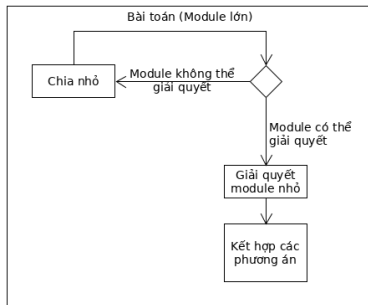 Bài toán (Module lớn)
Chia nhỏ
Module không thể
giải quyết
Module có thể
giải quyết
Giải quyết
module nhỏ
Kết hợp các
phương án